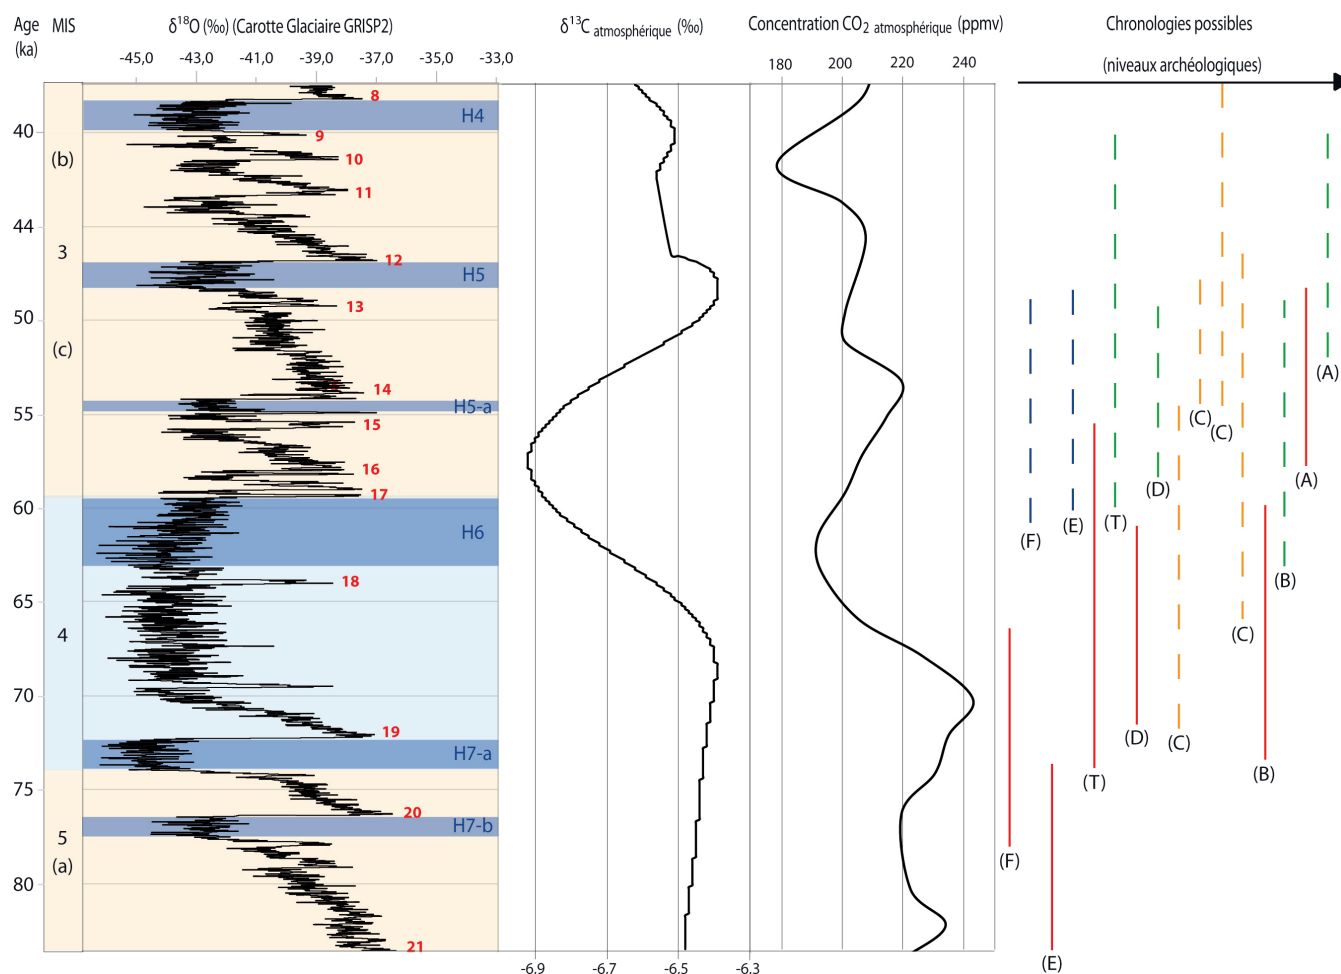 Age
(ka)
MIS
δ¹⁸O (‰) (Carotte Glaciaire GRISP2)
δ¹³C atmosphérique (‰)
Concentration CO₂ atmosphérique (ppmv)
Chronologies possibles
(niveaux archéologiques)
-45,0 -43,0 -41,0 -39,0 -37,0 -33,0
180 200 220 240
8
H4
40
9
(b)
10
11
44
3
12
H5
13
50
(c)
14
(A)
H5-a
55
15
(C)
(C)
16
(A)
17
(D)
60
H6
(F)
(E)
(T)
18
(B)
65
4
(C)
70
19
(D)
(C)
H7-a
75
(T)
(B)
20
H7-b
5
(a)
(F)
80
21
(E)
-6.9 -6.7 -6.5 -6.3